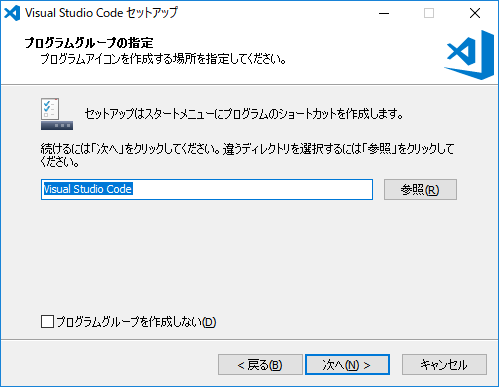 Visual Studio Code セットアップ
プログラムグループの指定
プログラムアイコンを作成する場所を指定してください。
セットアップはスタートメニューにプログラムのショートカットを作成します。
続けるには「次へ」をクリックしてください。違うディレクトリを選択するには「参照」をクリックして
ください。
Visual Studio Code
参照(R)
プログラムグループを作成しない(D)
< 戻る(B)
次へ(N) >
キャンセル